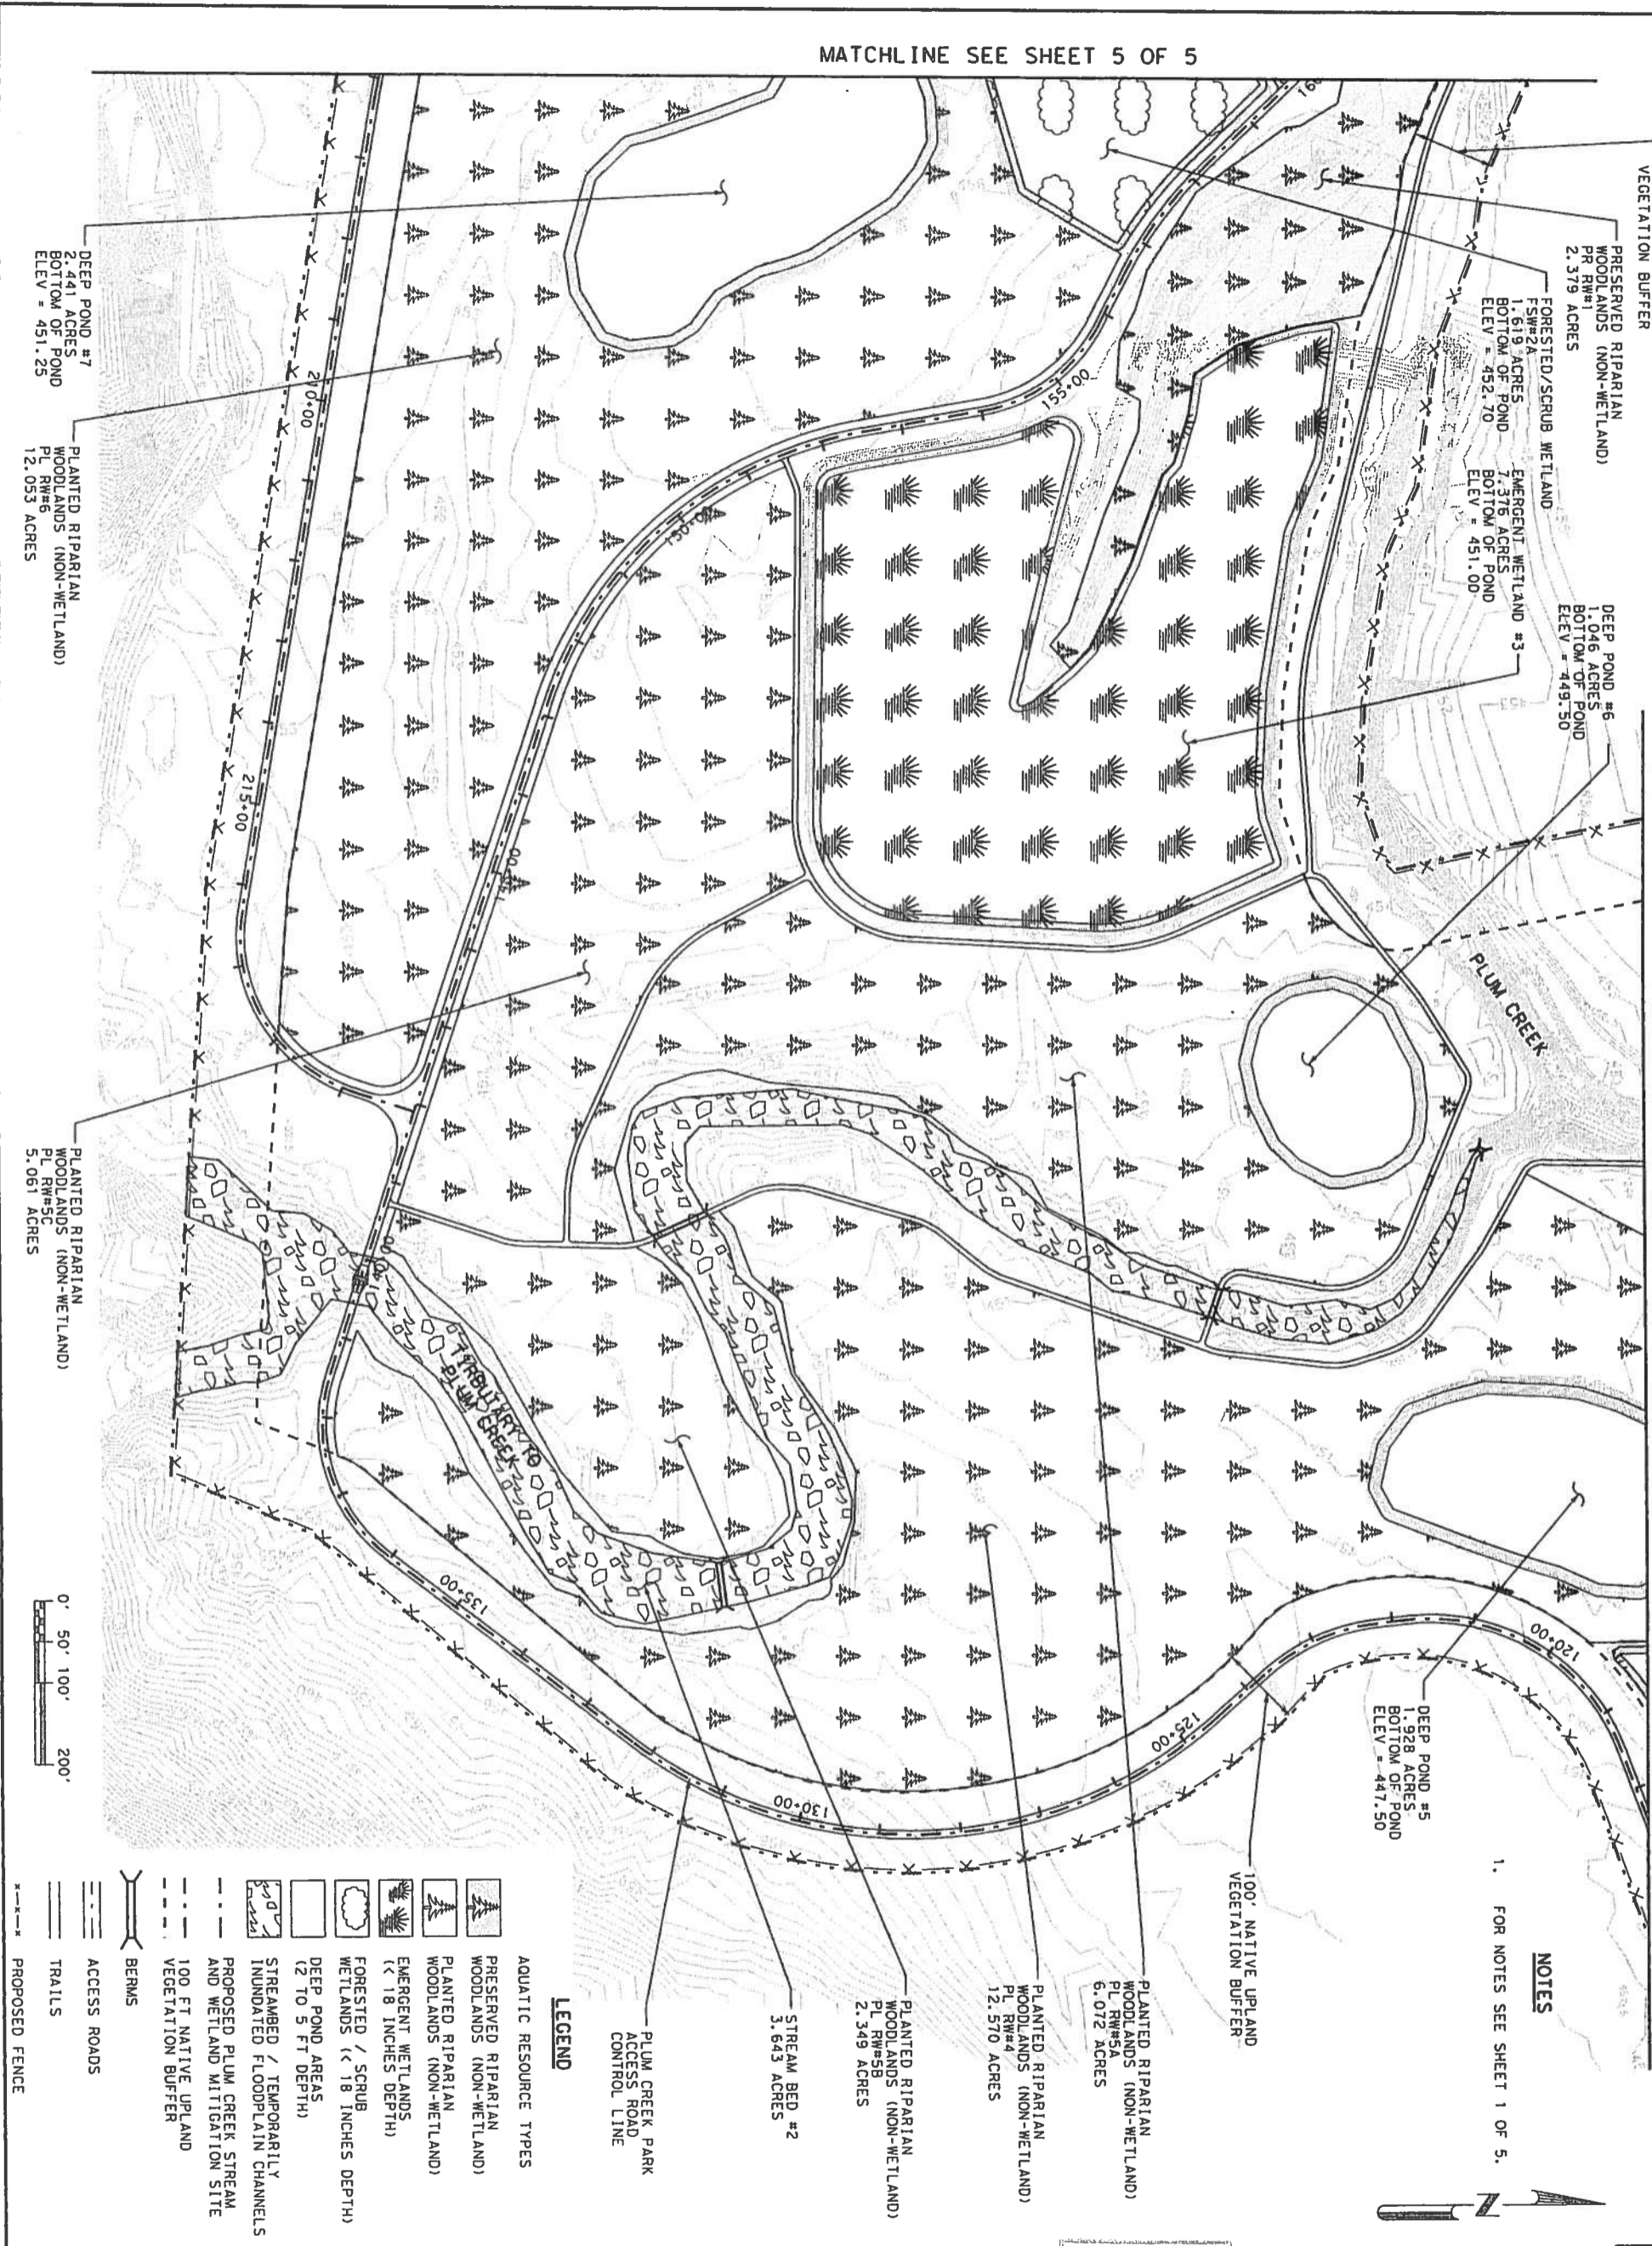 MATCHLINE SEE SHEET 5 OF 5
VEGETATION BUFFER
PRESERVED RIPARIAN
WOODLANDS (NON-WETLAND)
PR RW#1
2.379 ACRES
FORESTED/SCRUB WETLAND
FSW#2A
1.619 ACRES
BOTTOM OF POND
ELEV = 452.70
EMERGENT WETLAND #3
7.376 ACRES
BOTTOM OF POND
ELEV = 451.00
DEEP POND #6
1.046 ACRES
BOTTOM OF POND
ELEV = 449.50
PLUM CREEK
DEEP POND #7
2.441 ACRES
BOTTOM OF POND
ELEV = 451.25
PLANTED RIPARIAN
WOODLANDS (NON-WETLAND)
PL RW#6
12.053 ACRES
PLANTED RIPARIAN
WOODLANDS (NON-WETLAND)
PL RW#5C
5.061 ACRES
210+00
215+00
155+00
150+00
135+00
130+00
125+00
120+00
TRIBUTARY TO
PLUM CREEK
DEEP POND #5
1.928 ACRES
BOTTOM OF POND
ELEV = 447.50
100' NATIVE UPLAND
VEGETATION BUFFER
PLANTED RIPARIAN
WOODLANDS (NON-WETLAND)
PL RW#5A
6.072 ACRES
PLANTED RIPARIAN
WOODLANDS (NON-WETLAND)
PL RW#4
12.570 ACRES
PLANTED RIPARIAN
WOODLANDS (NON-WETLAND)
PL RW#5B
2.349 ACRES
STREAM BED #2
3.643 ACRES
PLUM CREEK PARK
ACCESS ROAD
CONTROL LINE
NOTES
1. FOR NOTES SEE SHEET 1 OF 5.
N
LEGEND
AQUATIC RESOURCE TYPES
PRESERVED RIPARIAN
WOODLANDS (NON-WETLAND)
PLANTED RIPARIAN
WOODLANDS (NON-WETLAND)
EMERGENT WETLANDS
(< 18 INCHES DEPTH)
FORESTED / SCRUB
WETLANDS (< 18 INCHES DEPTH)
DEEP POND AREAS
(2 TO 5 FT DEPTH)
STREAMBED / TEMPORARILY
INUNDATED FLOODPLAIN CHANNELS
PROPOSED PLUM CREEK STREAM
AND WETLAND MITIGATION SITE
100 FT NATIVE UPLAND
VEGETATION BUFFER
BERMS
ACCESS ROADS
TRAILS
PROPOSED FENCE
0' 50' 100' 200'